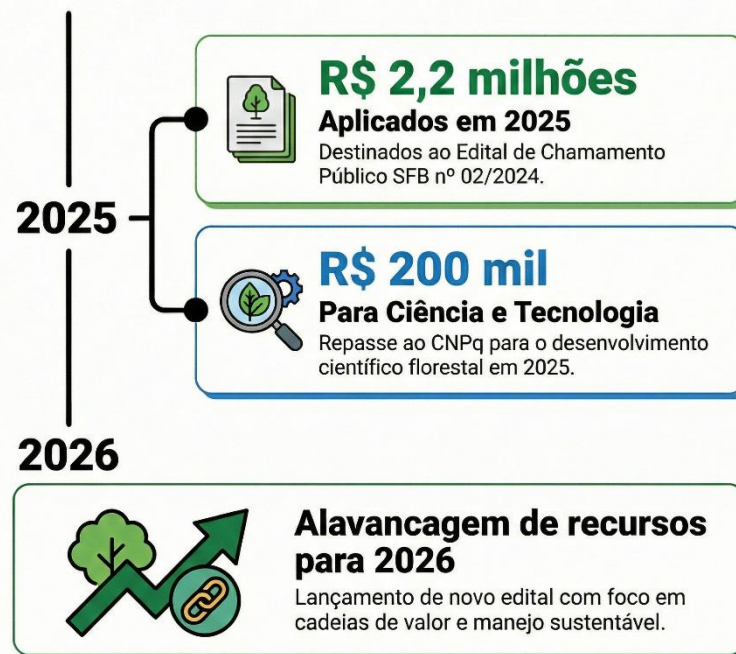 2025
R$ 2,2 milhões
Aplicados em 2025
Destinados ao Edital de Chamamento
Público SFB nº 02/2024.
R$ 200 mil
Para Ciência e Tecnologia
Repasse ao CNPq para o desenvolvimento
científico florestal em 2025.
2026
Alavancagem de recursos
para 2026
Lançamento de novo edital com foco em
cadeias de valor e manejo sustentável.